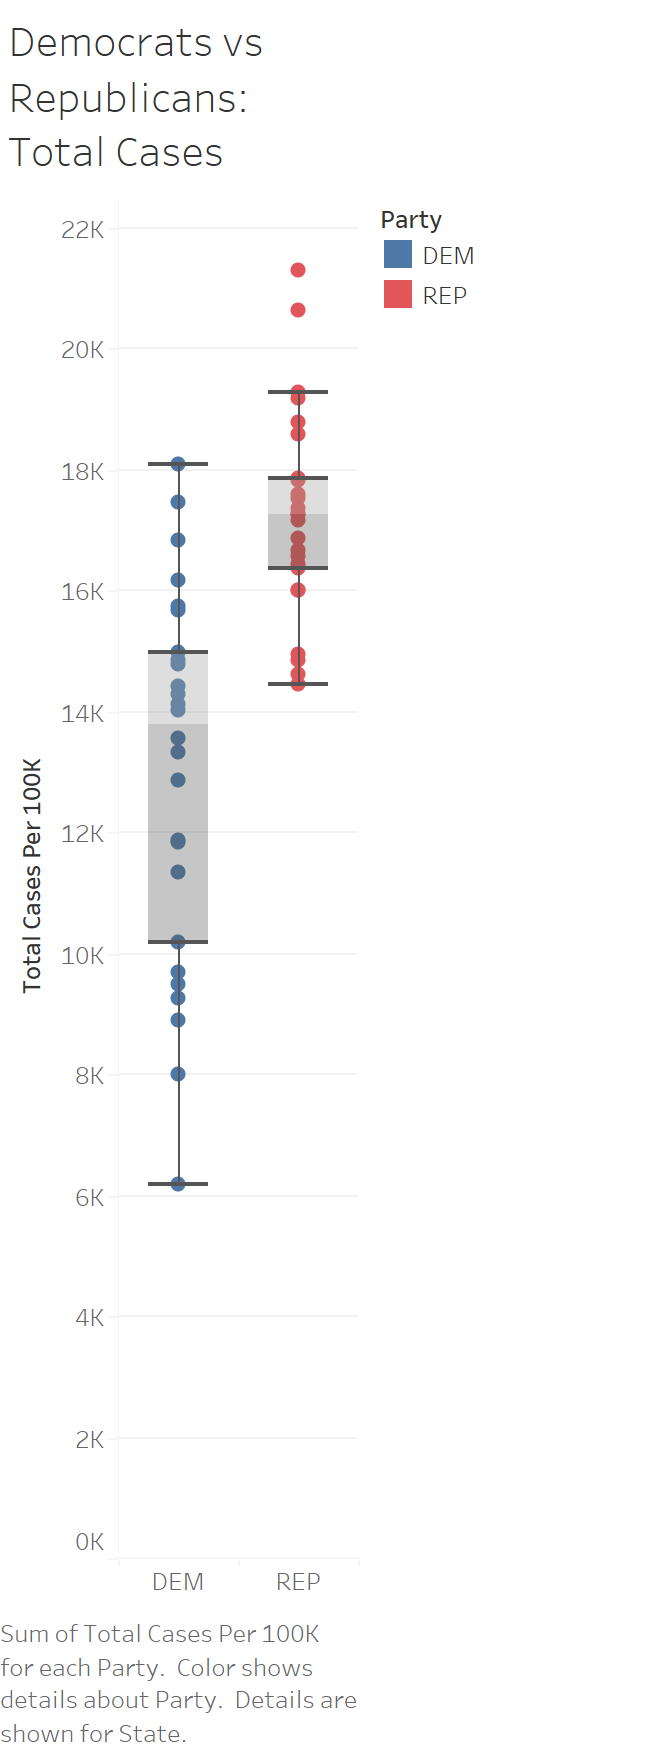 Democrats vs
Republicans:
Total Cases
Party
DEM
REP
22K
20K
18K
16K
14K
12K
10K
8K
6K
4K
2K
0K
Total Cases Per 100K
DEM REP
Sum of Total Cases Per 100K
for each Party.  Color shows
details about Party.  Details are
shown for State.